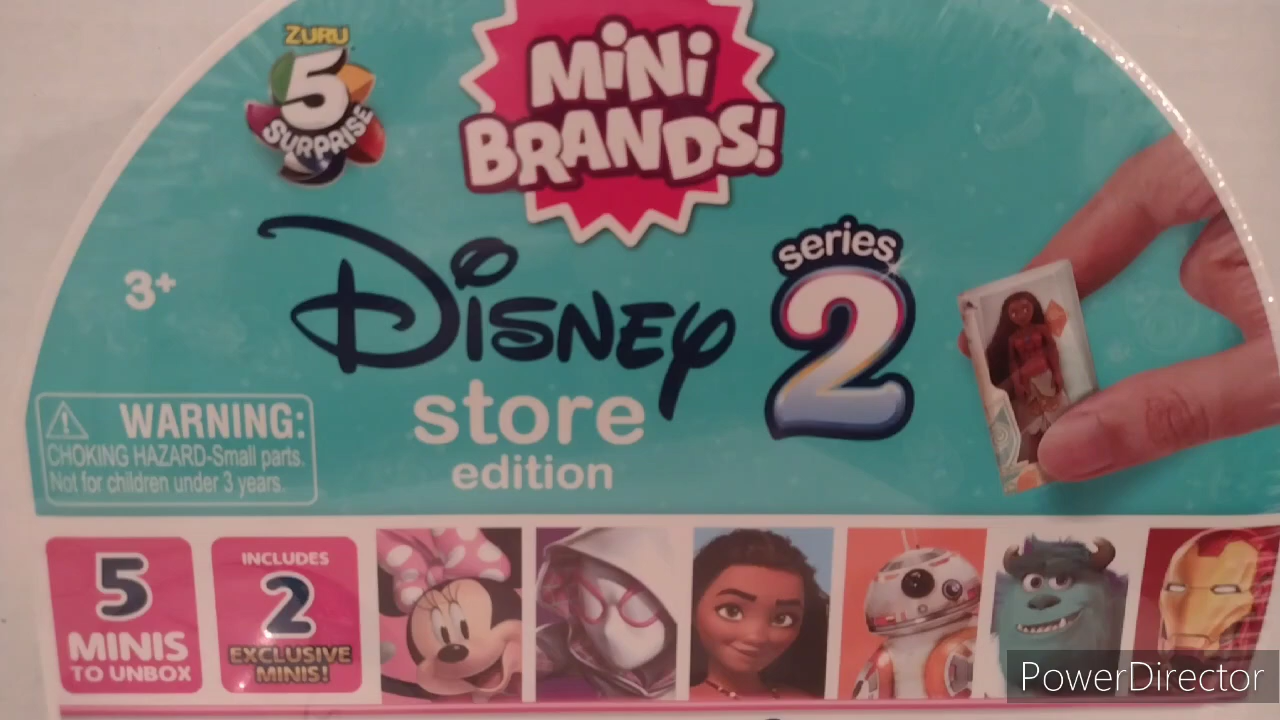 ZURU
5
SURPRISE
MiNi
BRANDS!
3+
Disney
store
edition
series
2
WARNING:
CHOKING HAZARD-Small parts.
Not for children under 3 years.
5
MINIS
TO UNBOX
INCLUDES
2
EXCLUSIVE
MINIS!
PowerDirector